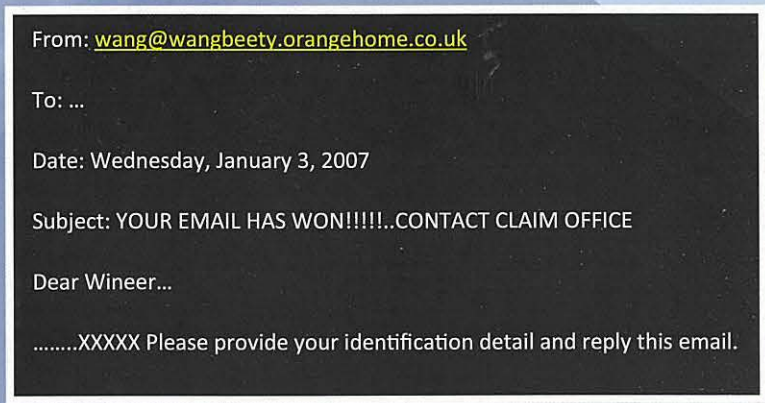 From: wang@wangbeety.orangehome.co.uk
To: ...
Date: Wednesday, January 3, 2007
Subject: YOUR EMAIL HAS WON!!!!!..CONTACT CLAIM OFFICE
Dear Wineer...
........XXXXX Please provide your identification detail and reply this email.